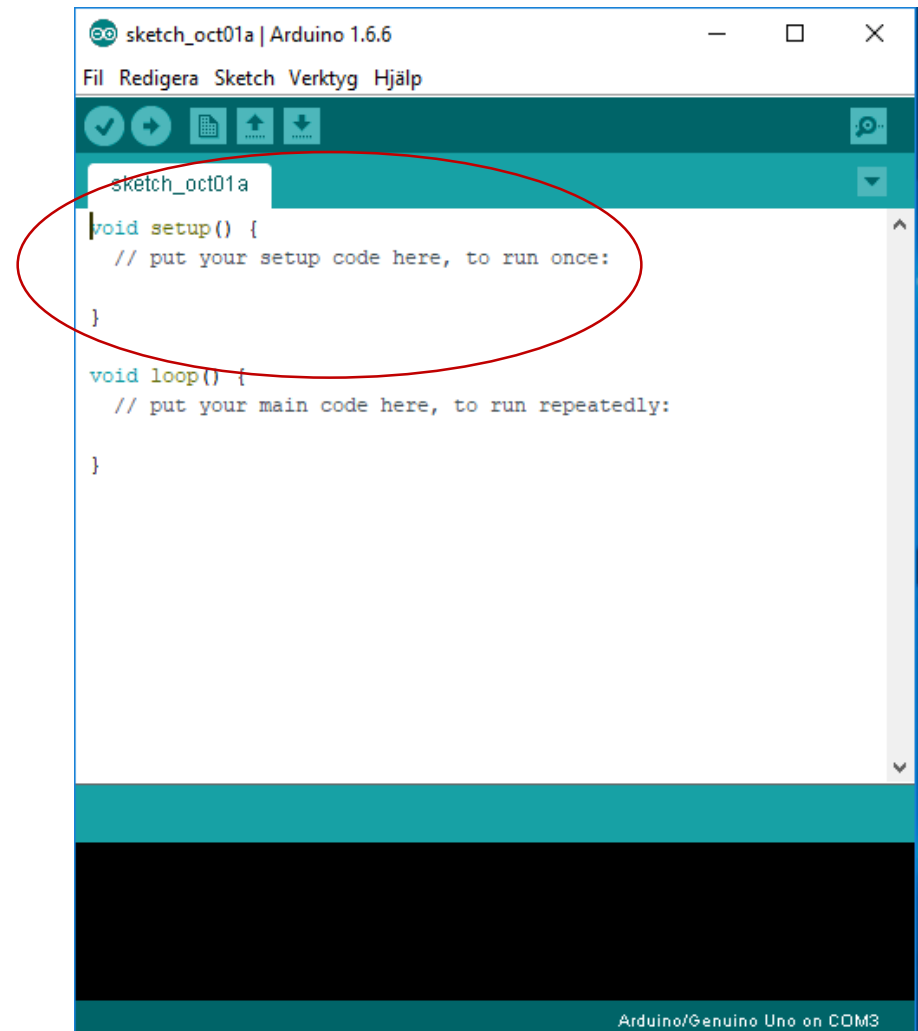 sketch_oct01a | Arduino 1.6.6
Fil Redigera Sketch Verktyg Hjälp
sketch_oct01a
void setup() {
  // put your setup code here, to run once:
}
void loop() {
  // put your main code here, to run repeatedly:
}
Arduino/Genuino Uno on COM3